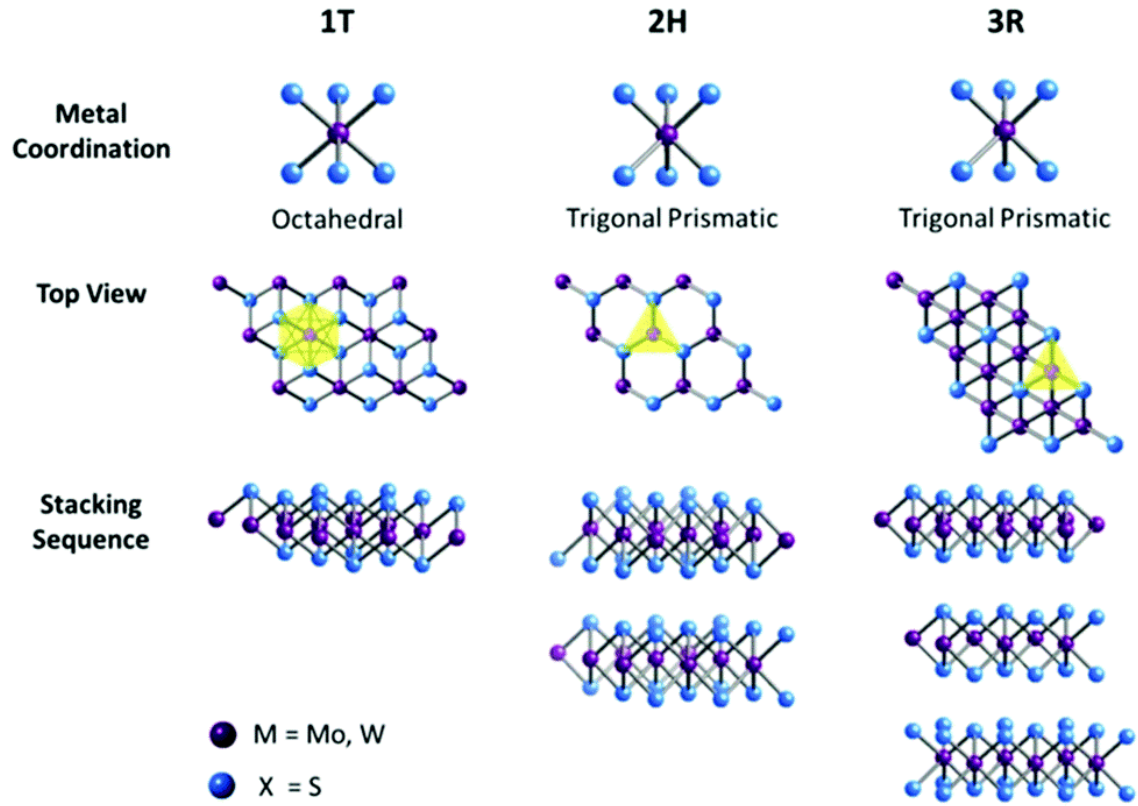 1T 2H 3R
Metal
Coordination
Octahedral Trigonal Prismatic Trigonal Prismatic
Top View
Stacking
Sequence
M = Mo, W
X = S